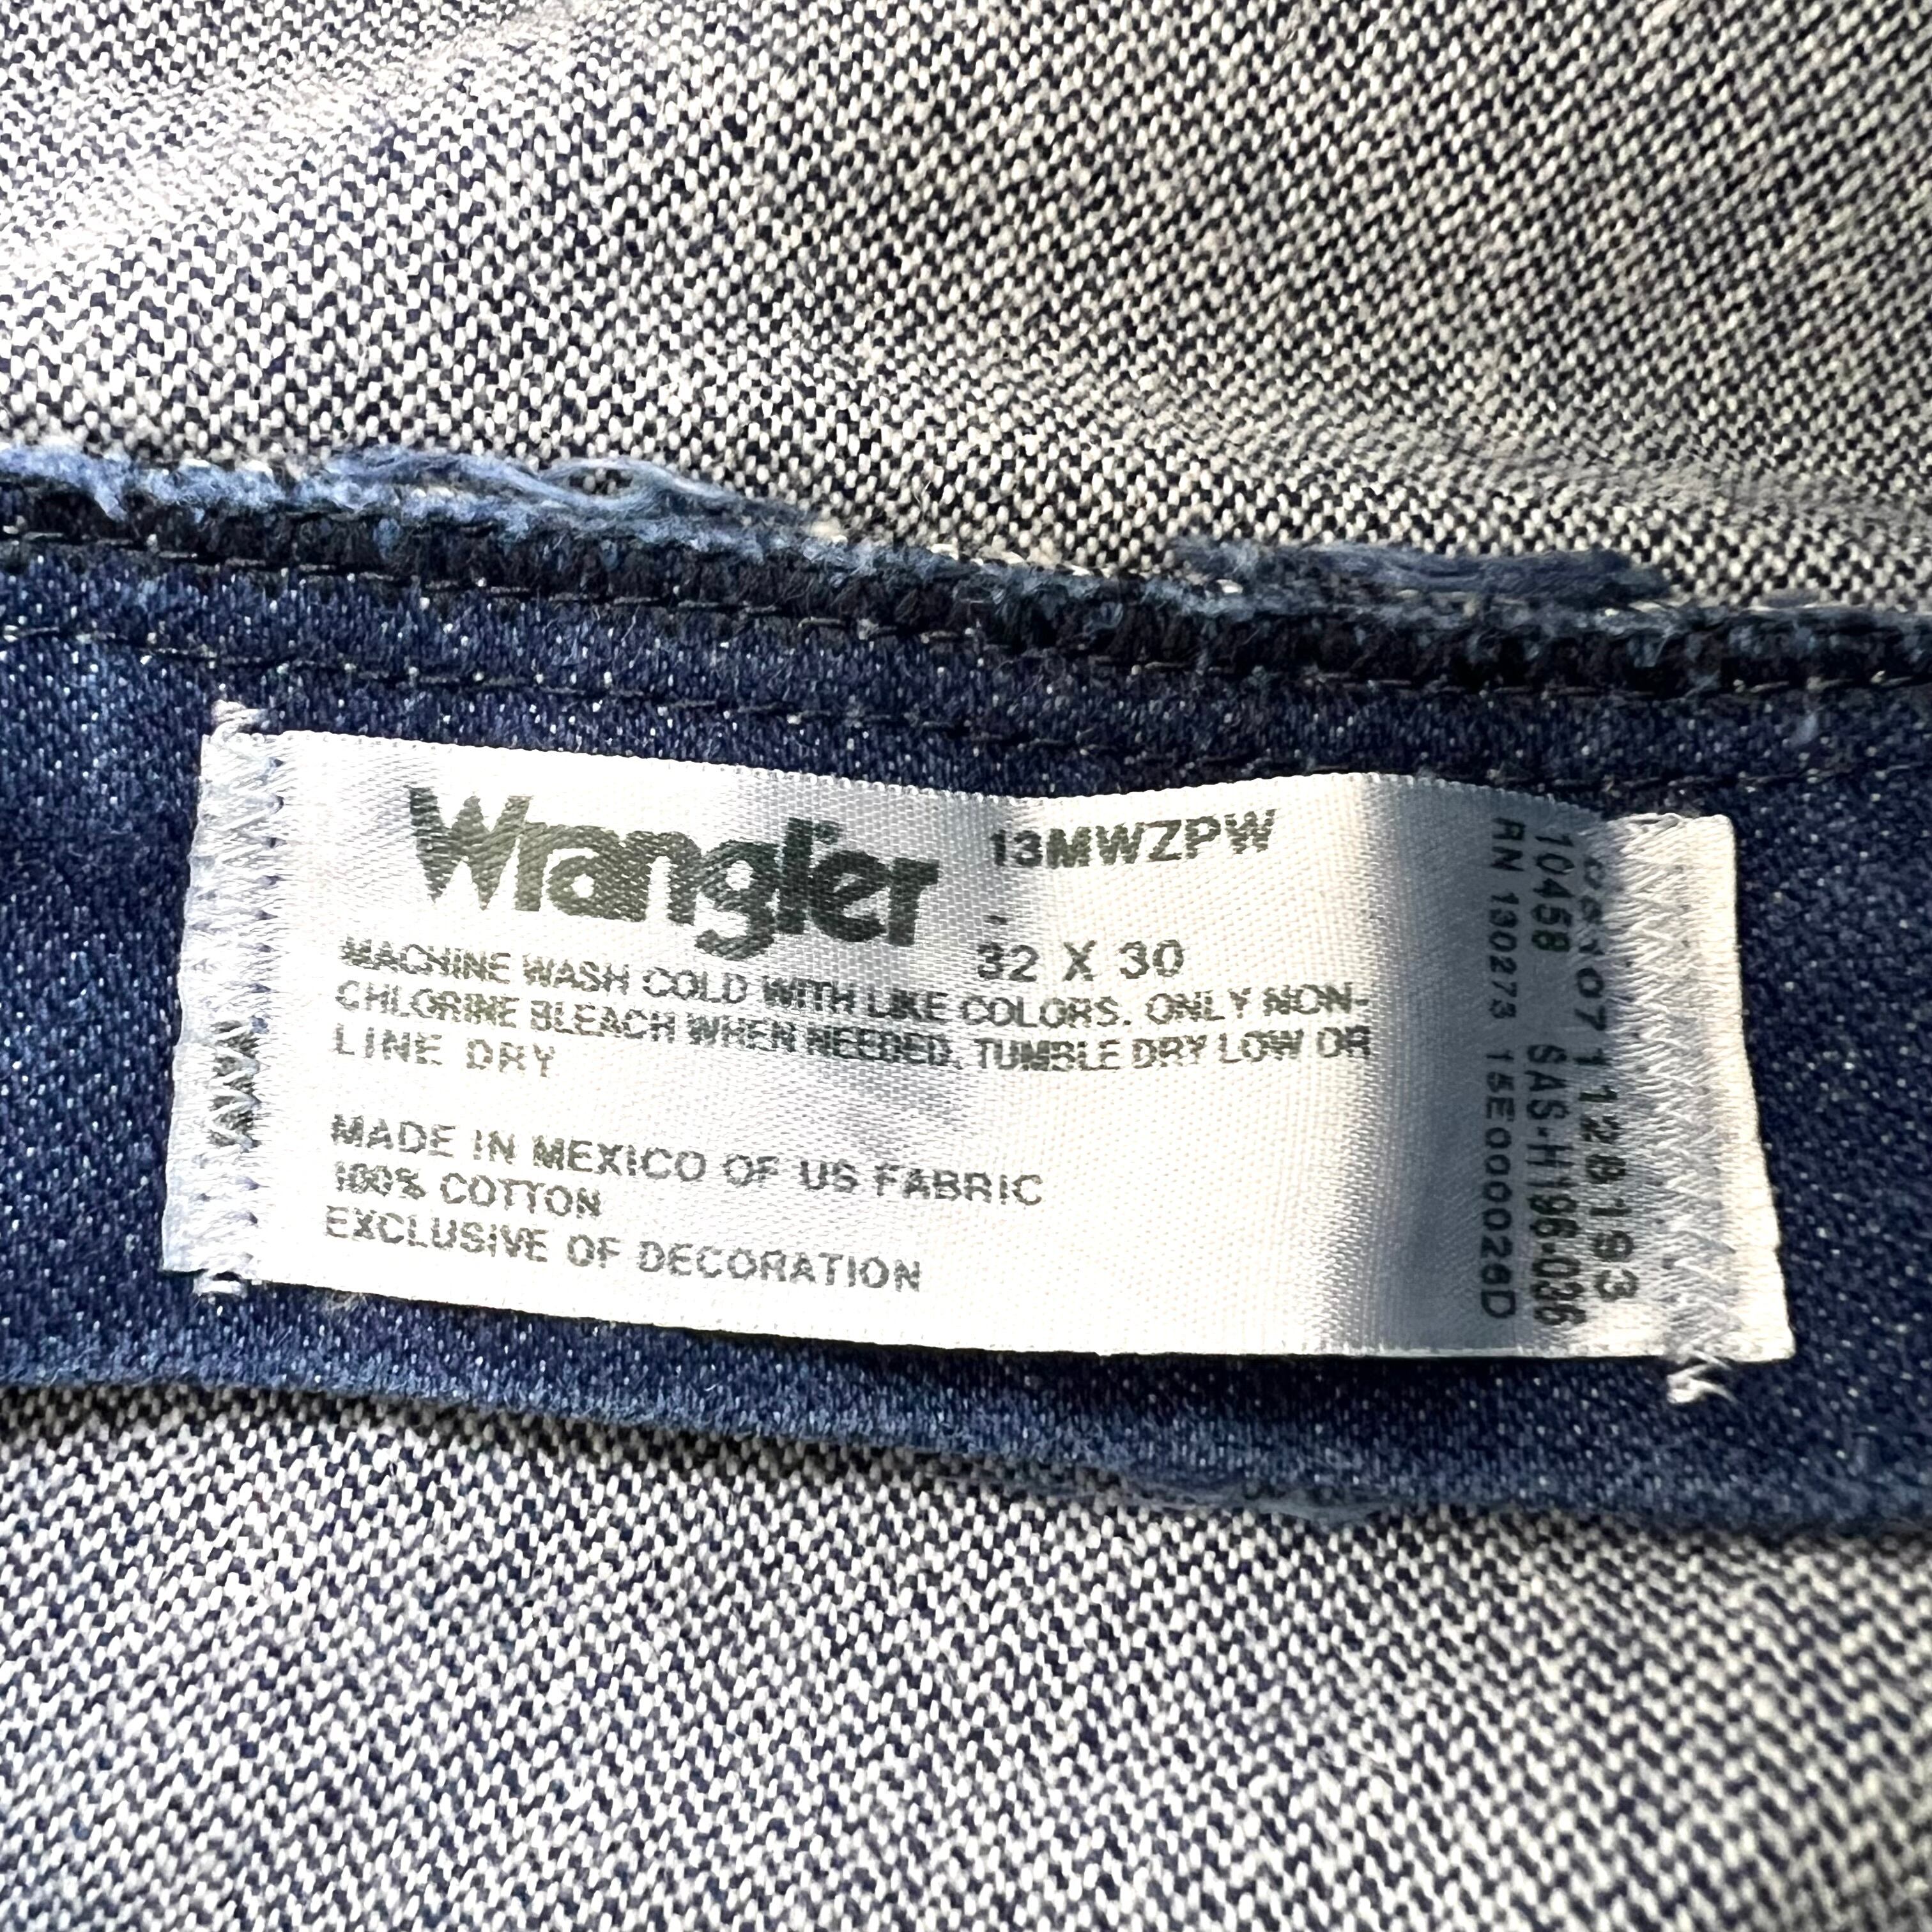 Wrangler
13MWZPW
32 X 30
MACHINE WASH COLD WITH LIKE COLORS. ONLY NON-
CHLORINE BLEACH WHEN NEEDED. TUMBLE DRY LOW OR
LINE DRY
MADE IN MEXICO OF US FABRIC
100% COTTON
EXCLUSIVE OF DECORATION
10458 SAS-H196-036
RN 130273 15E000026D